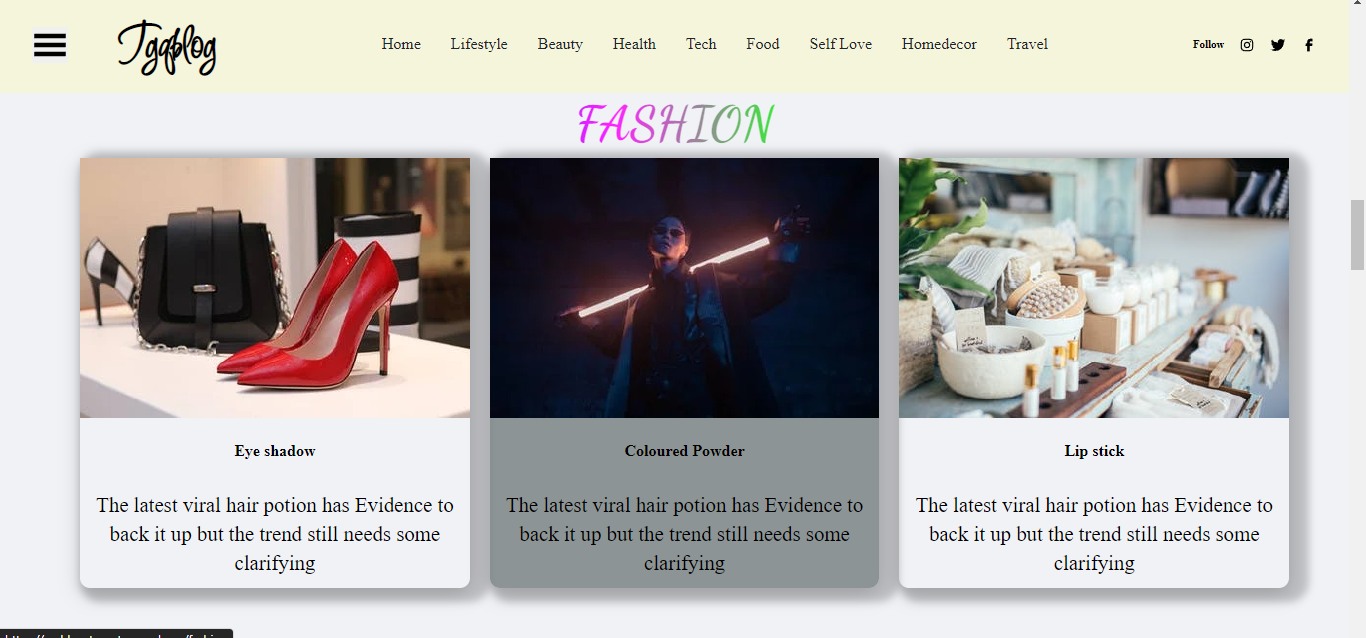 Tgqblog
Home Lifestyle Beauty Health Tech Food Self Love Homedecor Travel
Follow
FASHION
Eye shadow
The latest viral hair potion has Evidence to
back it up but the trend still needs some
clarifying
Coloured Powder
The latest viral hair potion has Evidence to
back it up but the trend still needs some
clarifying
Lip stick
The latest viral hair potion has Evidence to
back it up but the trend still needs some
clarifying